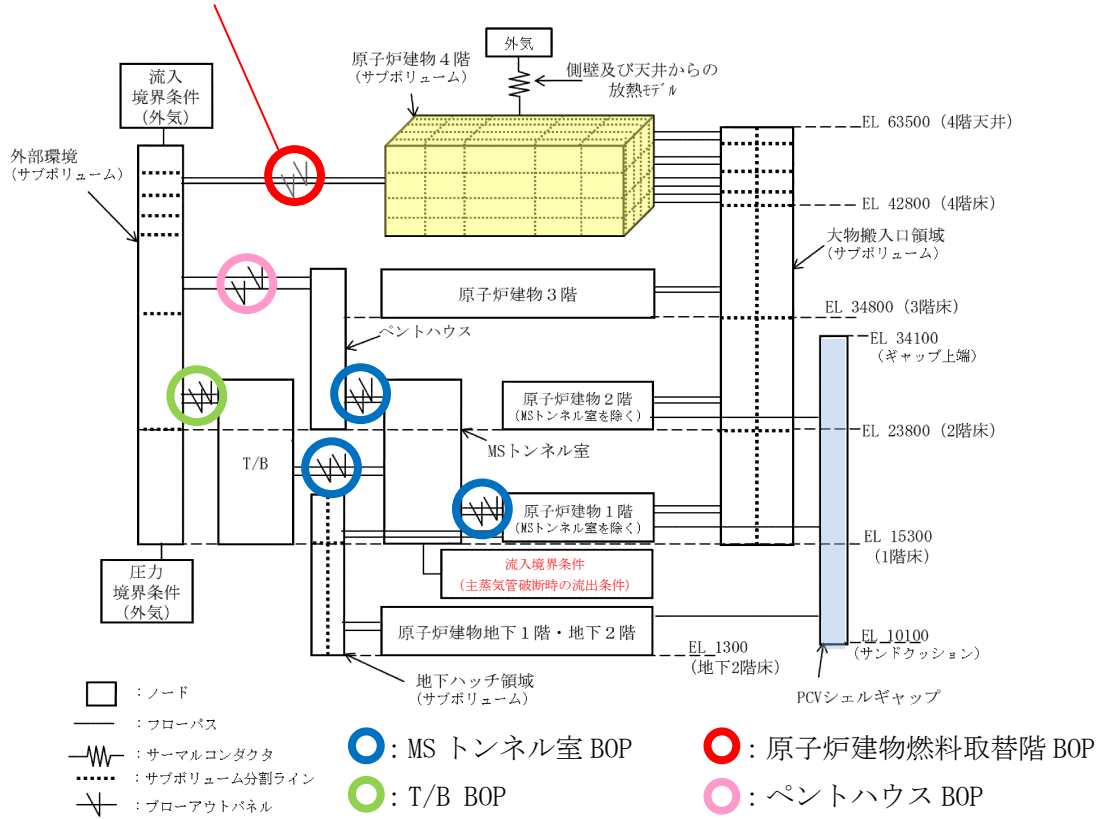 外気
原子炉建物４階
(サブボリューム)
側壁及び天井からの
放熱ﾓﾃﾞﾙ
流入
境界条件
(外気)
外部環境
(サブボリューム)
EL 63500 (4階天井)
EL 42800 (4階床)
大物搬入口領域
(サブボリューム)
原子炉建物３階
EL 34800 (3階床)
ペントハウス
EL 34100
(ギャップ上端)
原子炉建物２階
(MSトンネル室を除く)
EL 23800 (2階床)
MSトンネル室
T/B
原子炉建物１階
(MSトンネル室を除く)
EL 15300
(1階床)
流入境界条件
(主蒸気管破断時の流出条件)
圧力
境界条件
(外気)
原子炉建物地下１階・地下２階
EL 10100
(サンドクッション)
EL 1300
(地下2階床)
地下ハッチ領域
(サブボリューム)
PCVシェルギャップ
：ノード
：フローパス
：サーマルコンダクタ
：サブボリューム分割ライン
：ブローアウトパネル
：MS トンネル室 BOP
：T/B BOP
：原子炉建物燃料取替階 BOP
：ペントハウス BOP